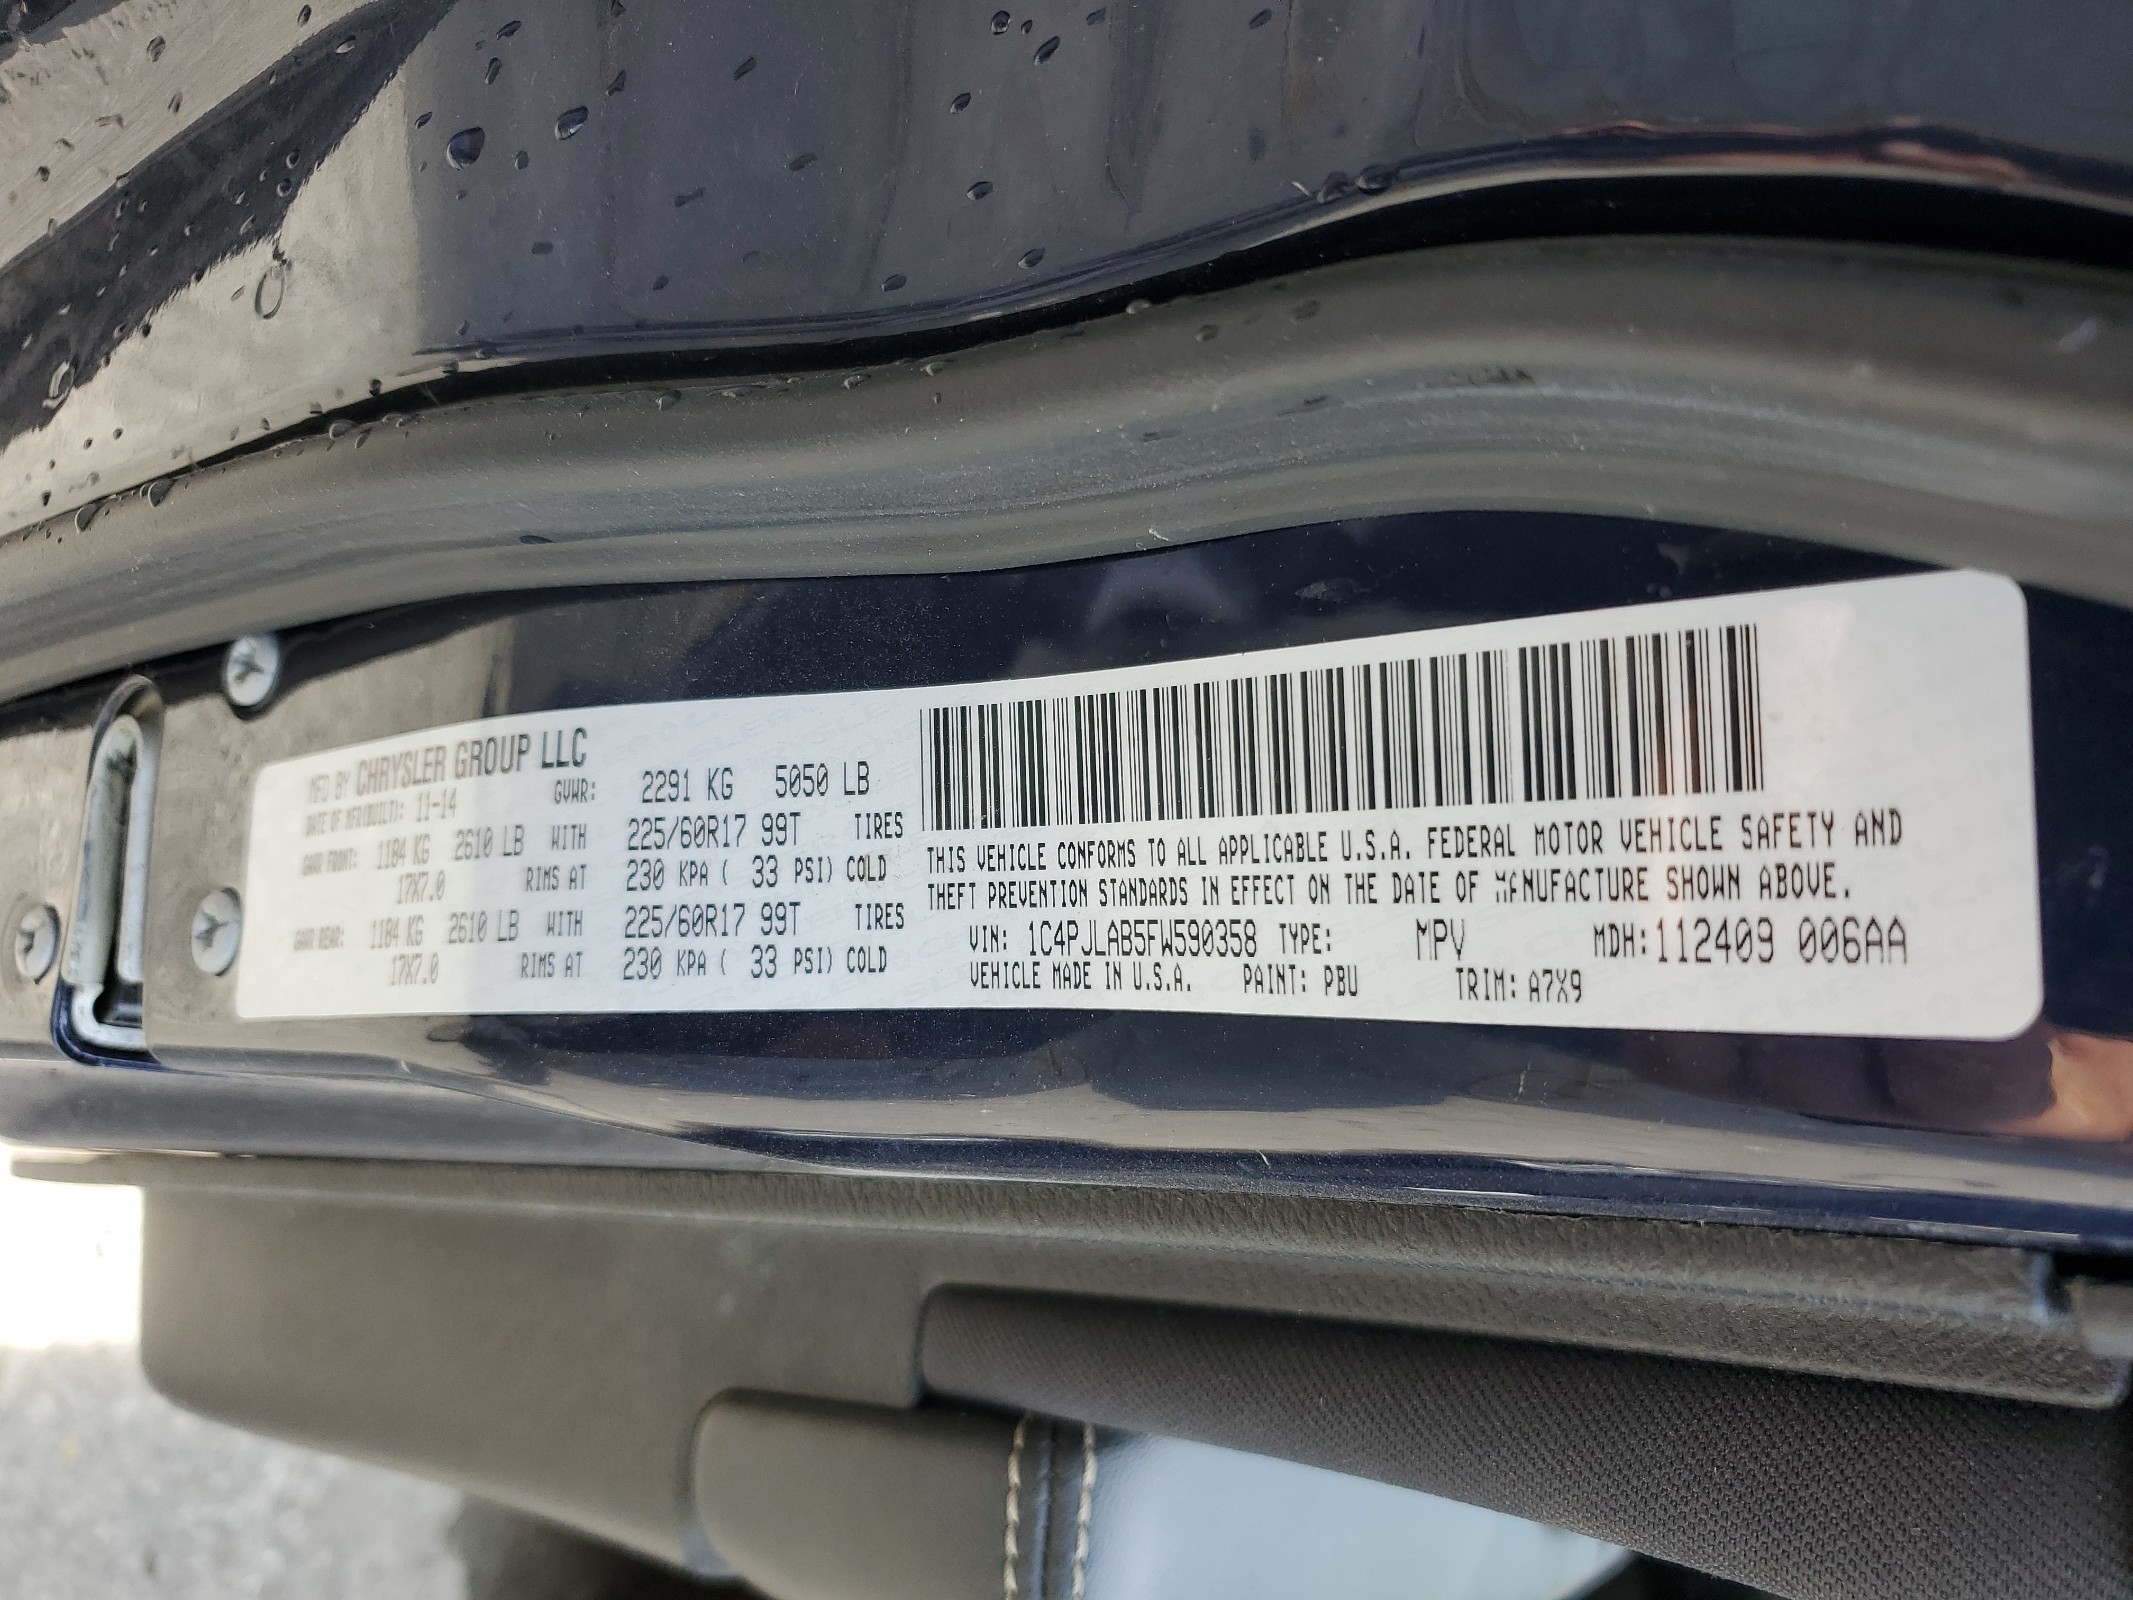 MFD BY CHRYSLER GROUP LLC
DATE OF MFR(BUILT): 11-14 GVWR: 2291 KG 5050 LB
GAWR FRONT: 1184 KG 2610 LB WITH 225/60R17 99T TIRES
17X7.0 RIMS AT 230 KPA ( 33 PSI) COLD
GAWR REAR: 1184 KG 2610 LB WITH 225/60R17 99T TIRES
17X7.0 RIMS AT 230 KPA ( 33 PSI) COLD
THIS VEHICLE CONFORMS TO ALL APPLICABLE U.S.A. FEDERAL MOTOR VEHICLE SAFETY AND
THEFT PREVENTION STANDARDS IN EFFECT ON THE DATE OF MANUFACTURE SHOWN ABOVE.
VIN: 1C4PJLAB5FW590358 TYPE: MPV MDH:112409 006AA
VEHICLE MADE IN U.S.A. PAINT: PBU TRIM: A7X9